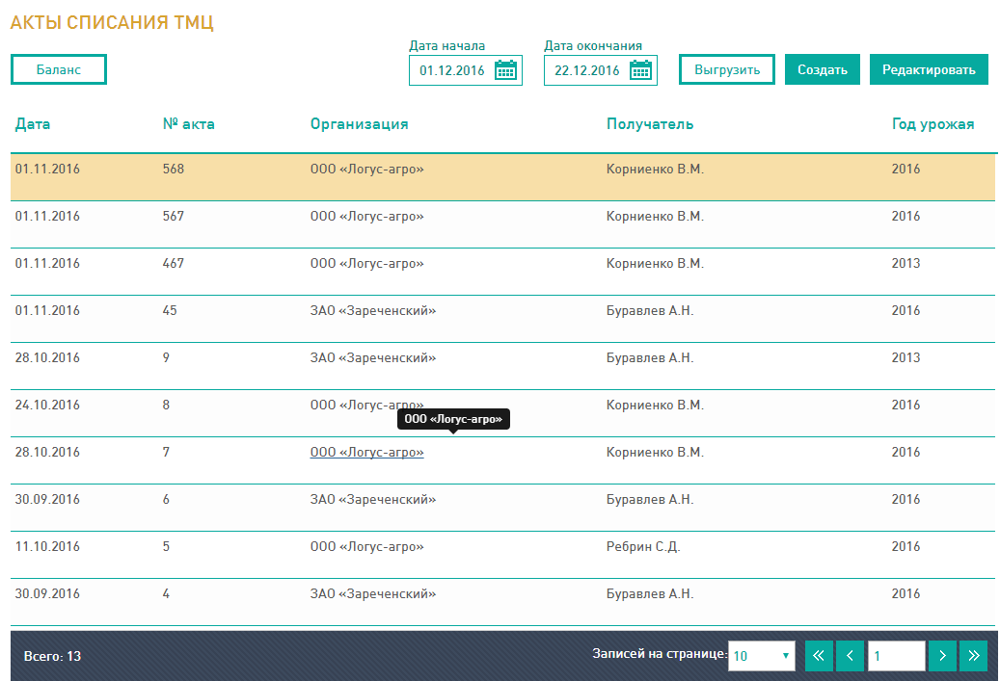 АКТЫ СПИСАНИЯ ТМЦ
Дата начала Дата окончания
Баланс 01.12.2016 22.12.2016 Выгрузить Создать Редактировать
Дата № акта Организация Получатель Год урожая
01.11.2016 568 ООО «Логус-агро» Корниенко В.М. 2016
01.11.2016 567 ООО «Логус-агро» Корниенко В.М. 2016
01.11.2016 467 ООО «Логус-агро» Корниенко В.М. 2013
01.11.2016 45 ЗАО «Зареченский» Буравлев А.Н. 2016
28.10.2016 9 ЗАО «Зареченский» Буравлев А.Н. 2013
24.10.2016 8 ООО «Логус-агро» Корниенко В.М. 2016
ООО «Логус-агро»
28.10.2016 7 ООО «Логус-агро» Корниенко В.М. 2016
30.09.2016 6 ЗАО «Зареченский» Буравлев А.Н. 2016
11.10.2016 5 ООО «Логус-агро» Ребрин С.Д. 2016
30.09.2016 4 ЗАО «Зареченский» Буравлев А.Н. 2016
Всего: 13 Записей на странице: 10 1